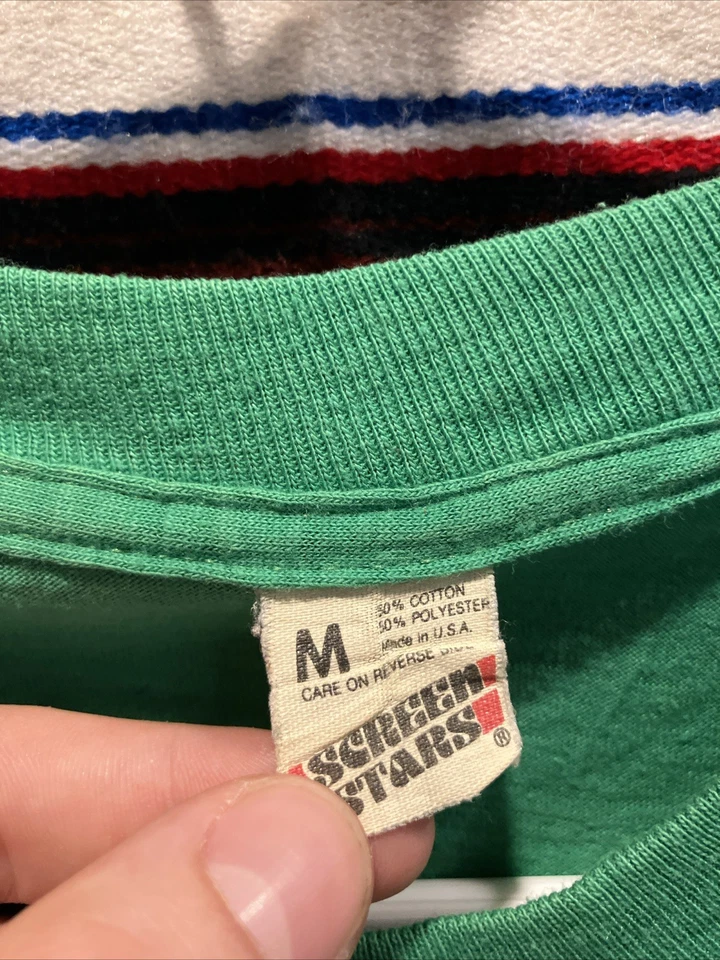 M
50% COTTON
50% POLYESTER
Made in U.S.A.
CARE ON REVERSE SIDE
SCREEN
STARS
®